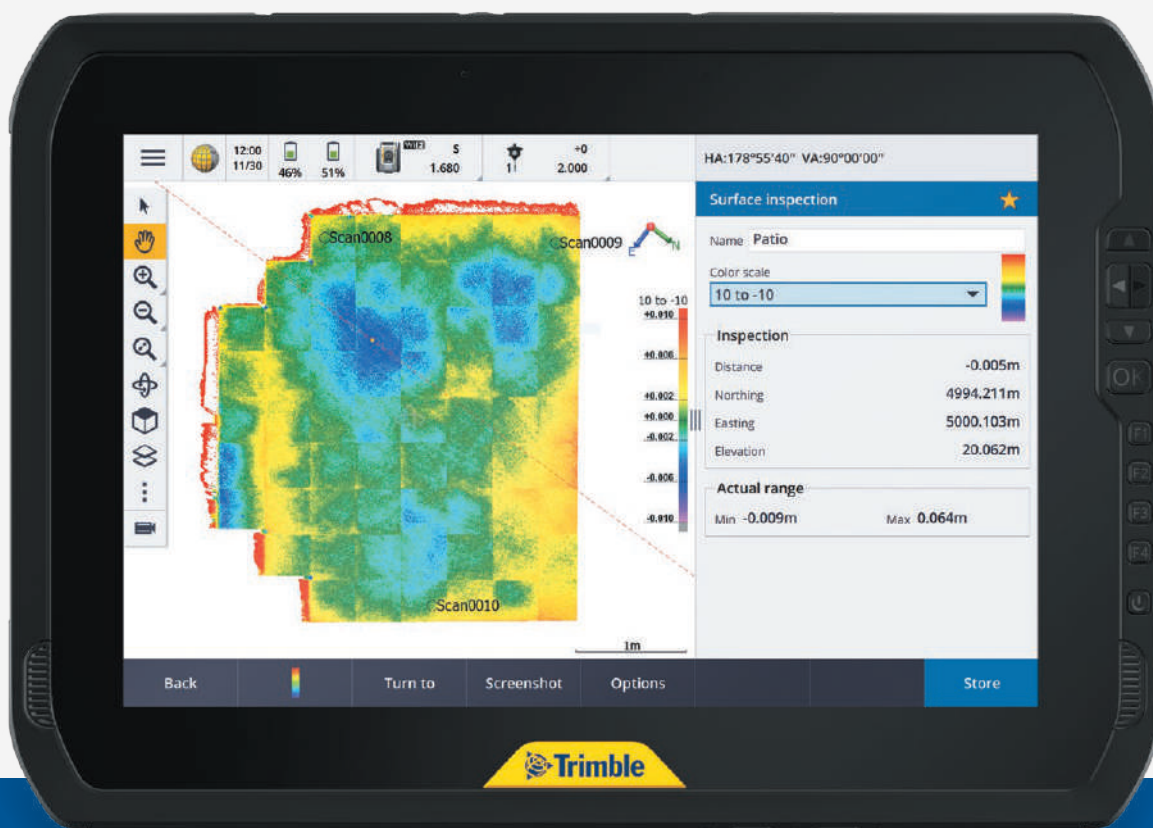 12:00
11/30
46%
51%
WIFI
S
1.680
1
+0
2.000
HA:178°55'40" VA:90°00'00"
Surface inspection
Name Patio
Color scale
10 to -10
Inspection
Distance -0.005m
Northing 4994.211m
Easting 5000.103m
Elevation 20.062m
Actual range
Min -0.009m Max 0.064m
Scan0008
Scan0009
E
N
10 to -10
+0.010
+0.006
+0.002
+0.000
-0.002
-0.006
-0.010
Scan0010
1m
Back
Turn to
Screenshot
Options
Store
OK
F1
F2
F3
F4
Trimble